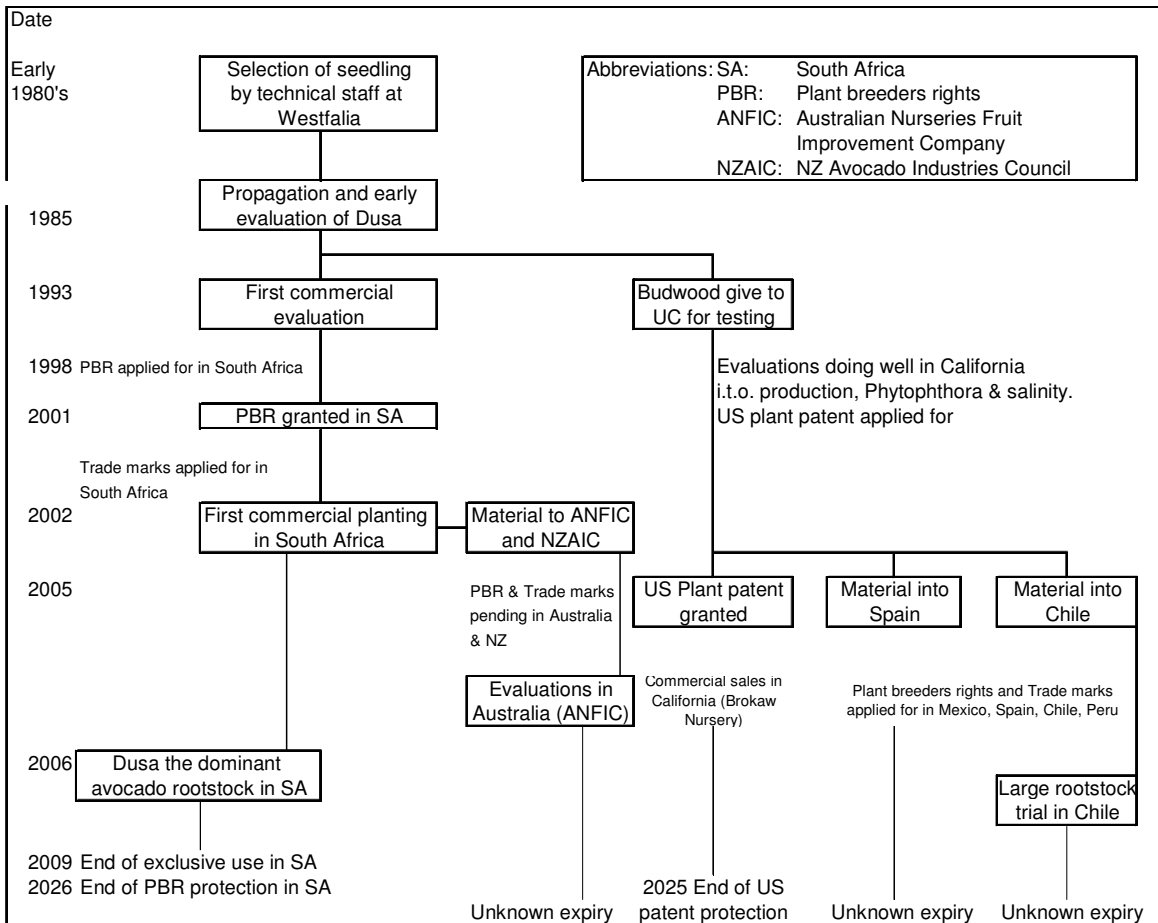 Date
Early
1980's
Selection of seedling
by technical staff at
Westfalia
Abbreviations: SA: South Africa
PBR: Plant breeders rights
ANFIC: Australian Nurseries Fruit
Improvement Company
NZAIC: NZ Avocado Industries Council
1985
Propagation and early
evaluation of Dusa
1993
First commercial
evaluation
Budwood give to
UC for testing
1998 PBR applied for in South Africa
Evaluations doing well in California
i.t.o. production, Phytophthora & salinity.
US plant patent applied for
2001
PBR granted in SA
Trade marks applied for in
South Africa
2002
First commercial planting
in South Africa
Material to ANFIC
and NZAIC
2005
PBR & Trade marks
pending in Australia
& NZ
US Plant patent
granted
Material into
Spain
Material into
Chile
Evaluations in
Australia (ANFIC)
Commercial sales in
California (Brokaw
Nursery)
Plant breeders rights and Trade marks
applied for in Mexico, Spain, Chile, Peru
2006
Dusa the dominant
avocado rootstock in SA
Large rootstock
trial in Chile
2009 End of exclusive use in SA
2026 End of PBR protection in SA
Unknown expiry
2025 End of US
patent protection
Unknown expiry
Unknown expiry